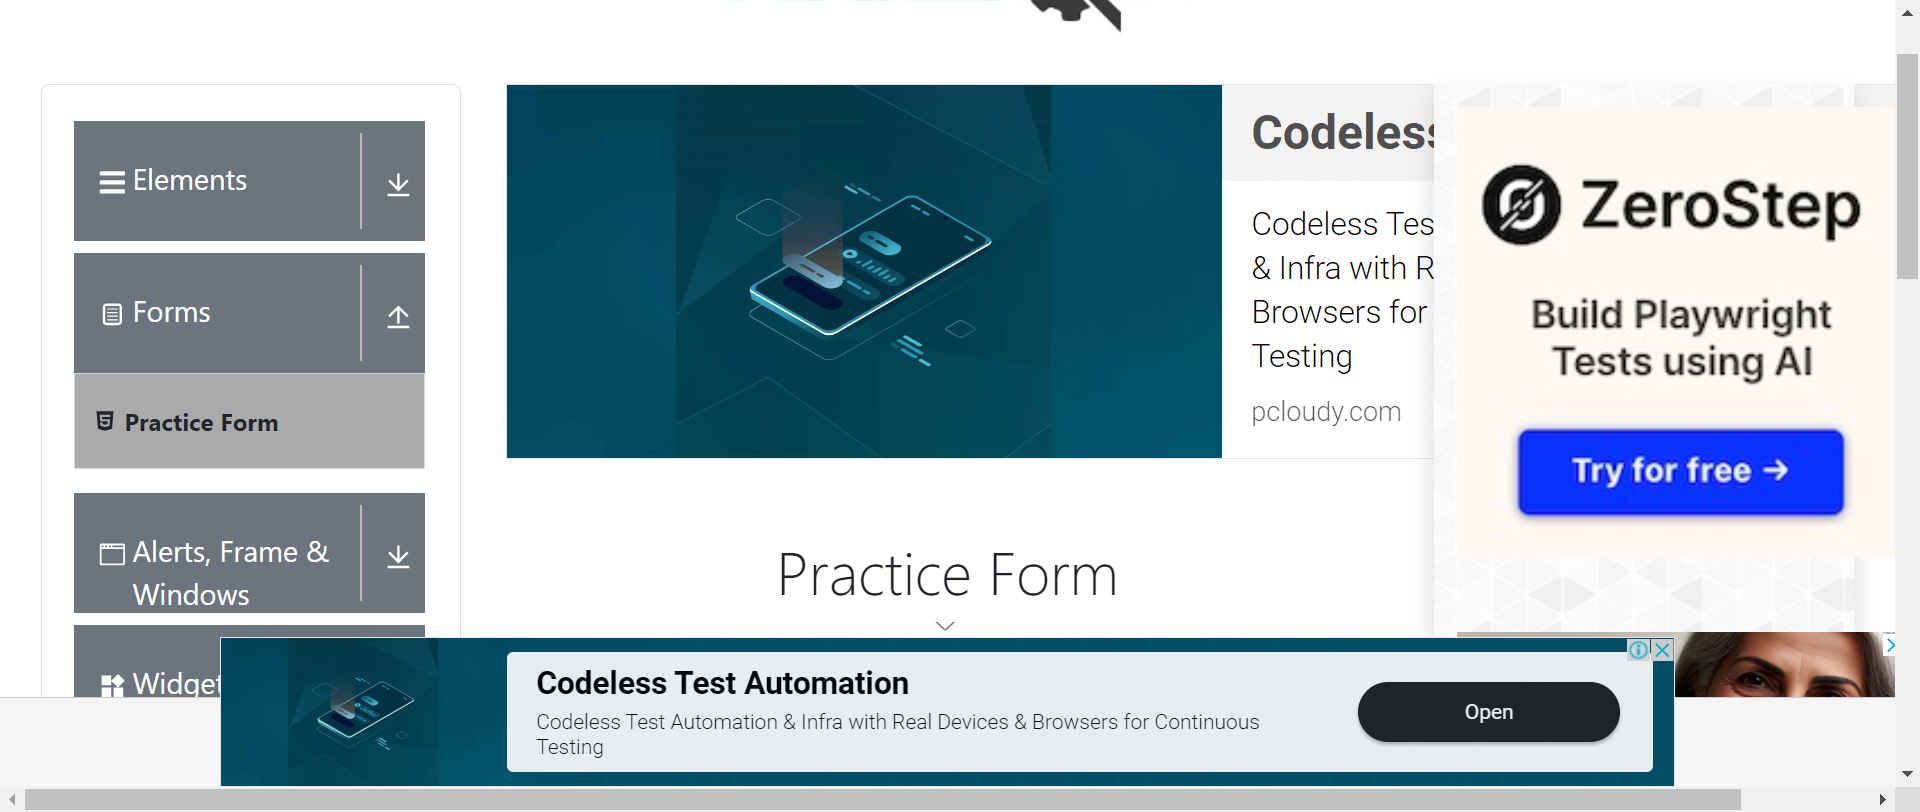 Elements
Forms
Practice Form
Alerts, Frame &
Windows
Codeless Tes
& Infra with R
Browsers for
Testing
pcloudy.com
ZeroStep
Build Playwright
Tests using AI
Try for free →
Practice Form
Codeless Test Automation
Codeless Test Automation & Infra with Real Devices & Browsers for Continuous
Testing
Open